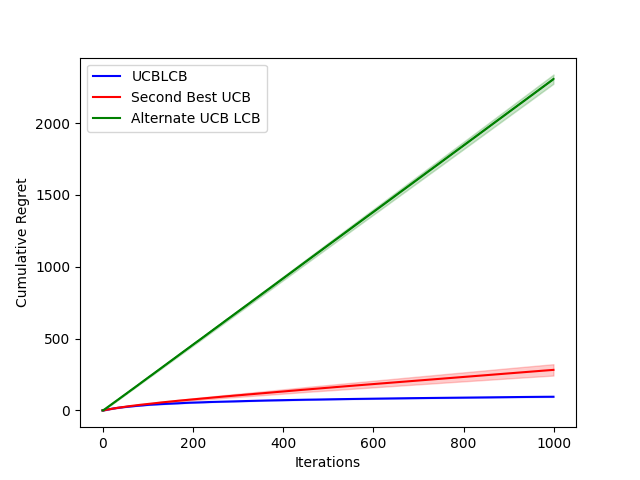 UCBLCB
Second Best UCB
Alternate UCB LCB
2000
1500
1000
500
0
Cumulative Regret
0 200 400 600 800 1000
Iterations